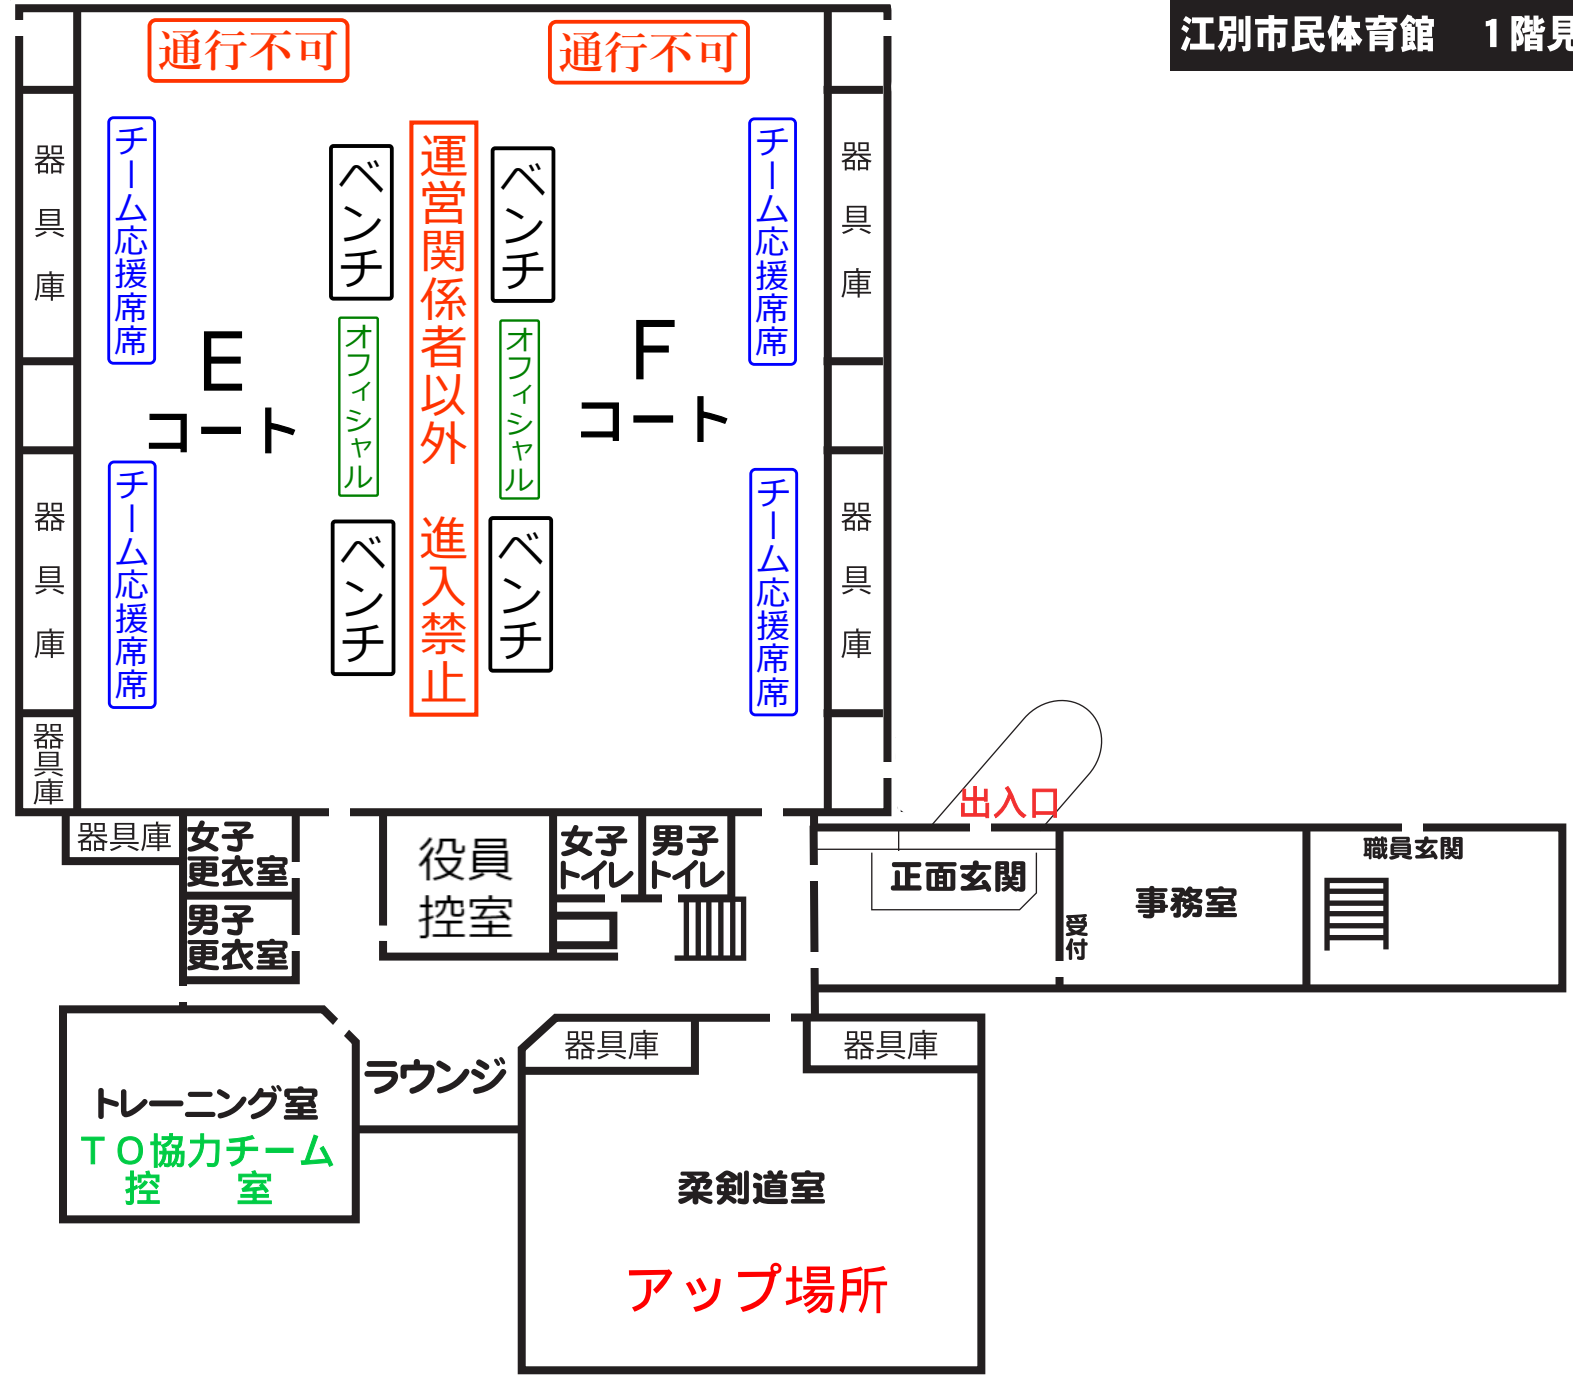 江別市民体育館　１階見
通行不可
通行不可
器具庫
チーム応援席席
ベンチ
運営関係者以外　進入禁止
ベンチ
チーム応援席席
器具庫
オフィシャル
オフィシャル
E
コート
F
コート
器具庫
チーム応援席席
ベンチ
ベンチ
チーム応援席席
器具庫
器具庫
出入口
器具庫
女子
更衣室
男子
更衣室
役員
控室
女子
トイレ
男子
トイレ
正面玄関
受付
事務室
職員玄関
ラウンジ
器具庫
器具庫
トレーニング室
ＴＯ協力チーム
控　　室
柔剣道室
アップ場所